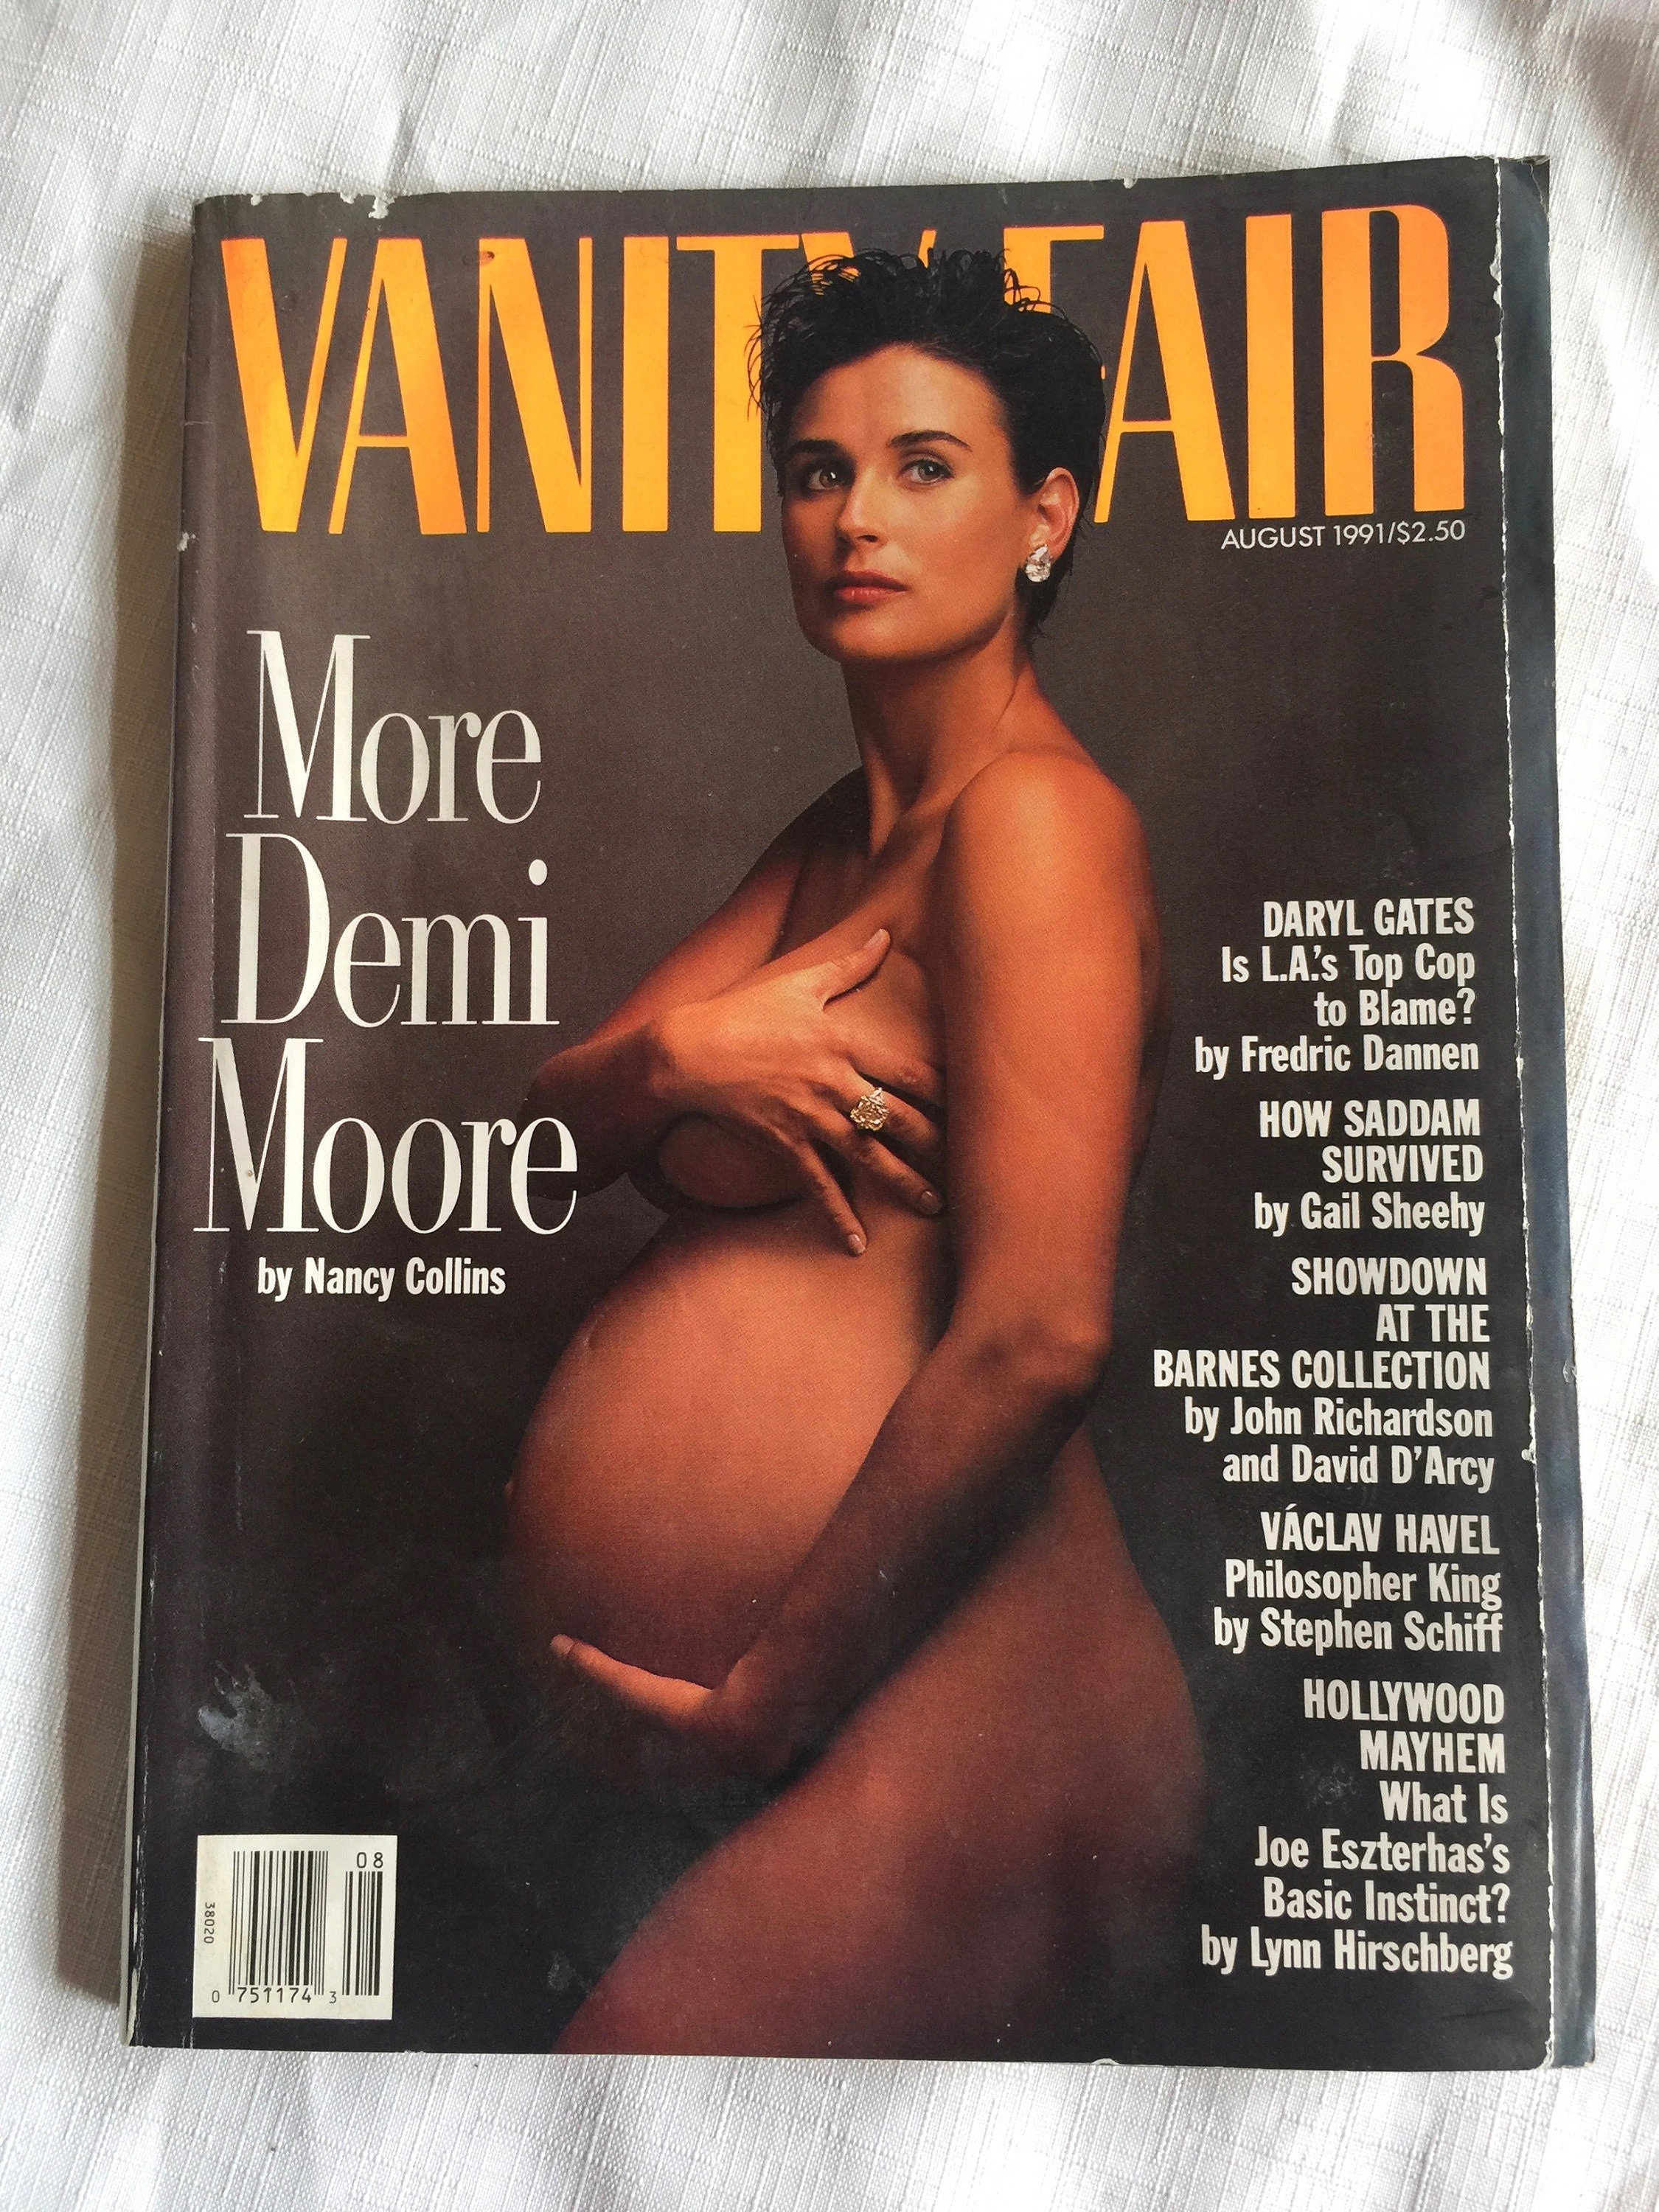 VANITY FAIR
AUGUST 1991/$2.50
More
Demi
Moore
by Nancy Collins
DARYL GATES
Is L.A.'s Top Cop
to Blame?
by Fredric Dannen
HOW SADDAM
SURVIVED
by Gail Sheehy
SHOWDOWN
AT THE
BARNES COLLECTION
by John Richardson
and David D'Arcy
VÁCLAV HAVEL
Philosopher King
by Stephen Schiff
HOLLYWOOD
MAYHEM
What Is
Joe Eszterhas's
Basic Instinct?
by Lynn Hirschberg
08
38020
0 751174 3